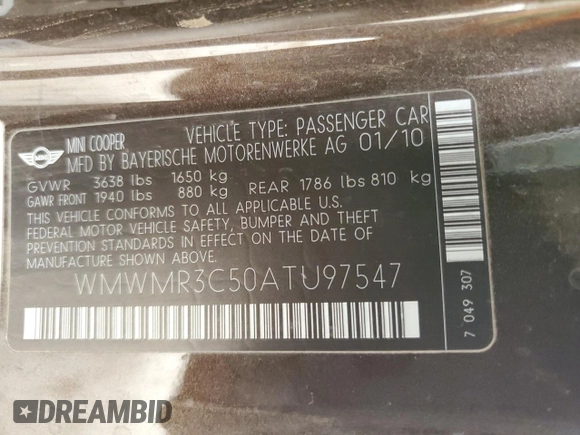 MINI
MINI COOPER VEHICLE TYPE: PASSENGER CAR
MFD BY BAYERISCHE MOTORENWERKE AG 01/10
GVWR 3638 lbs 1650 kg
GAWR FRONT 1940 lbs 880 kg REAR 1786 lbs 810 kg
THIS VEHICLE CONFORMS TO ALL APPLICABLE U.S.
FEDERAL MOTOR VEHICLE SAFETY, BUMPER AND THEFT
PREVENTION STANDARDS IN EFFECT ON THE DATE OF
MANUFACTURE SHOWN ABOVE.
WMWMR3C50ATU97547
7 049 307
DREAMBID